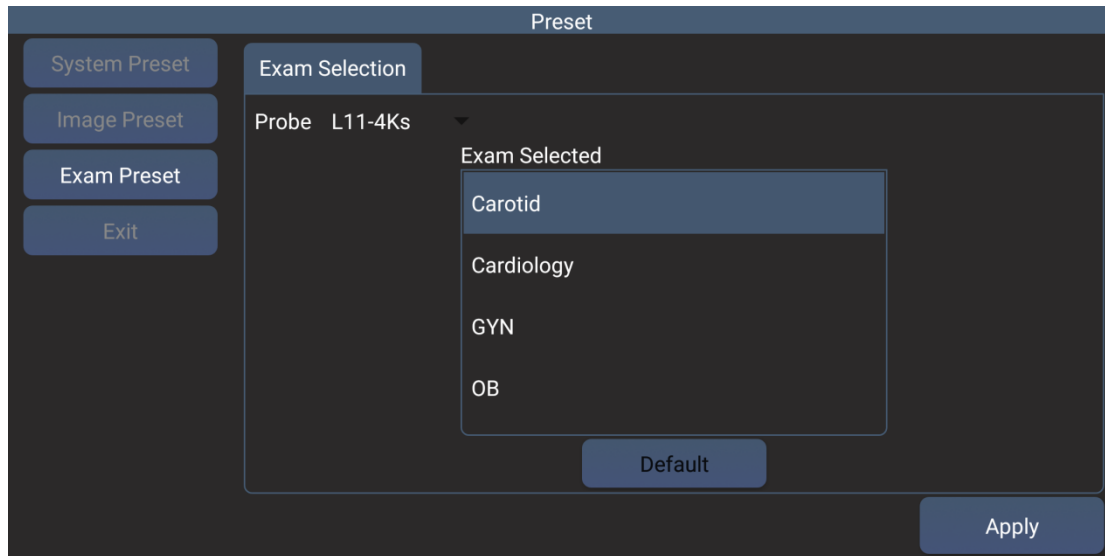 Preset
System Preset
Image Preset
Exam Preset
Exit
Exam Selection
Probe L11-4Ks
Exam Selected
Carotid
Cardiology
GYN
OB
Default
Apply